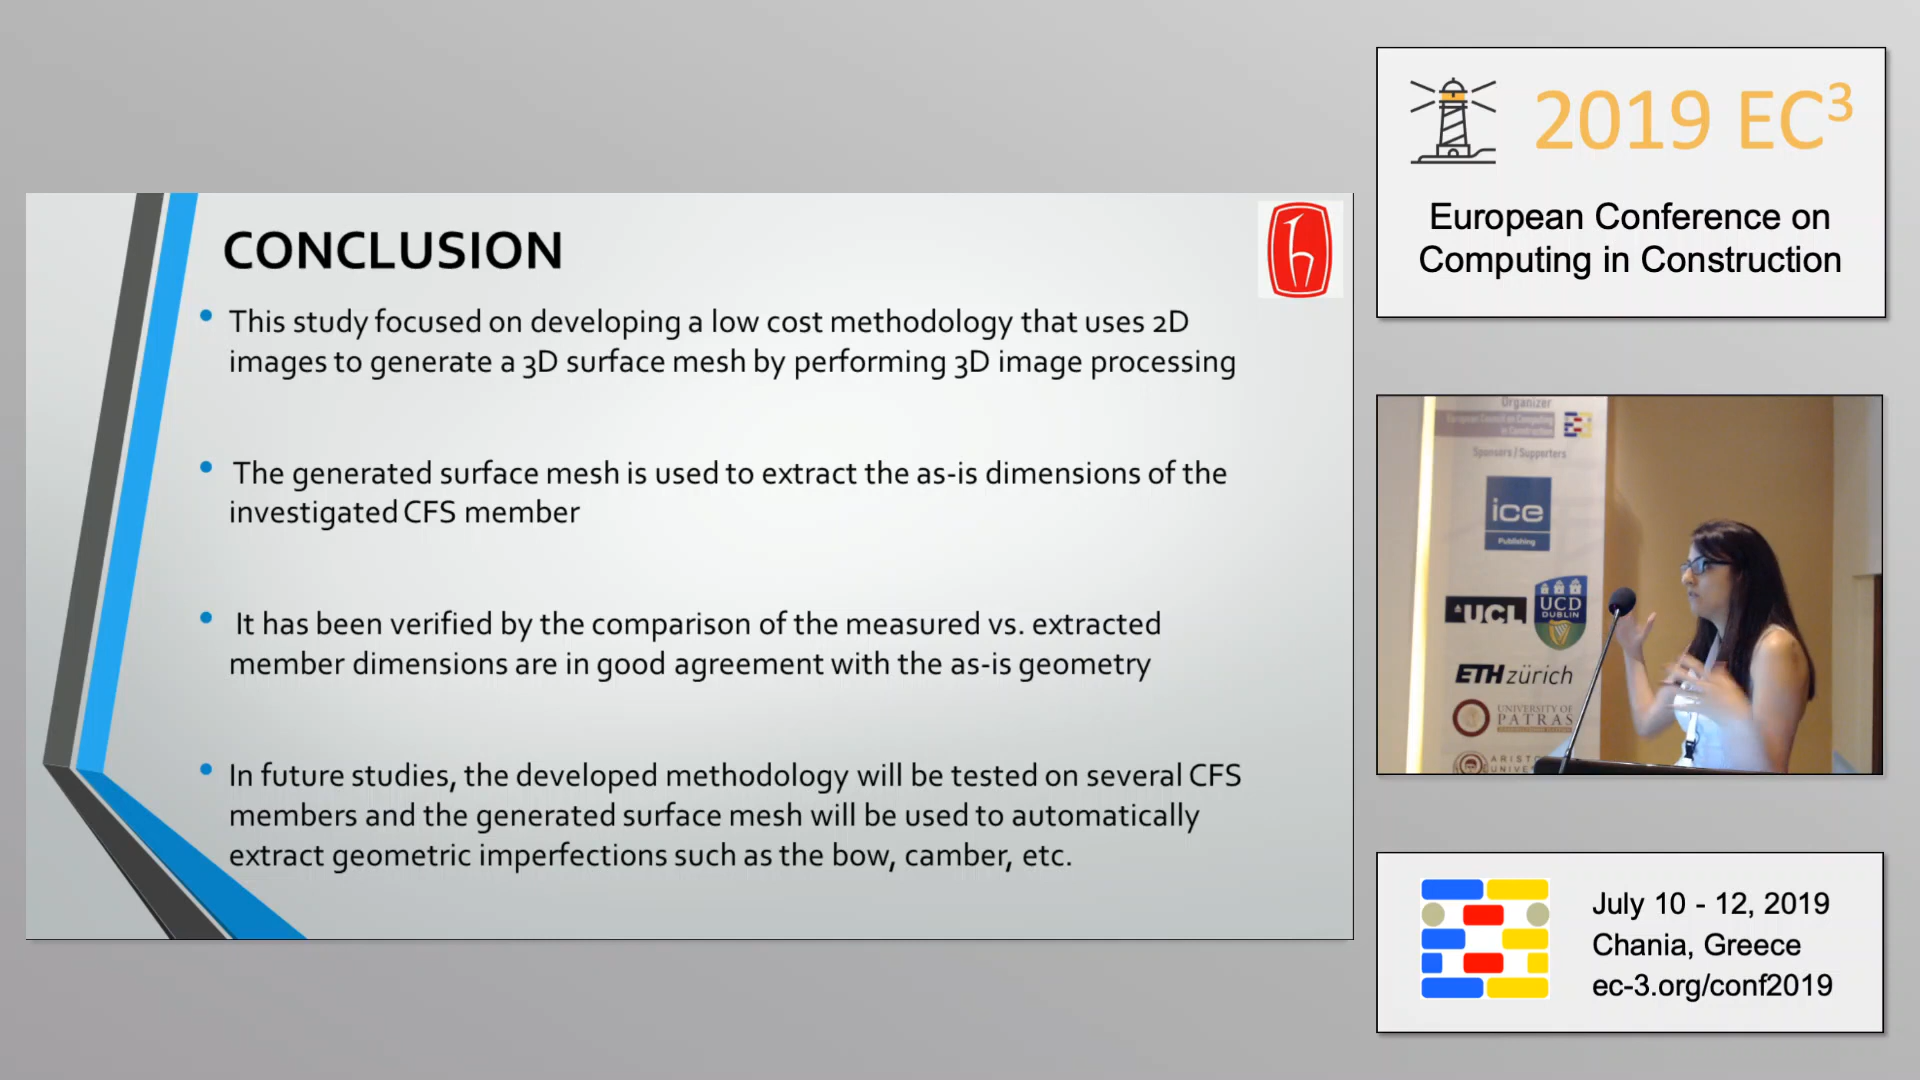 CONCLUSION
• This study focused on developing a low cost methodology that uses 2D
images to generate a 3D surface mesh by performing 3D image processing
• The generated surface mesh is used to extract the as-is dimensions of the
investigated CFS member
• It has been verified by the comparison of the measured vs. extracted
member dimensions are in good agreement with the as-is geometry
• In future studies, the developed methodology will be tested on several CFS
members and the generated surface mesh will be used to automatically
extract geometric imperfections such as the bow, camber, etc.
2019 EC³
European Conference on
Computing in Construction
Organizer
European Council on Computing
in Construction
Sponsors / Supporters
ice
Publishing
UCL
UCD
DUBLIN
ETH zürich
UNIVERSITY OF
PATRAS
July 10 - 12, 2019
Chania, Greece
ec-3.org/conf2019